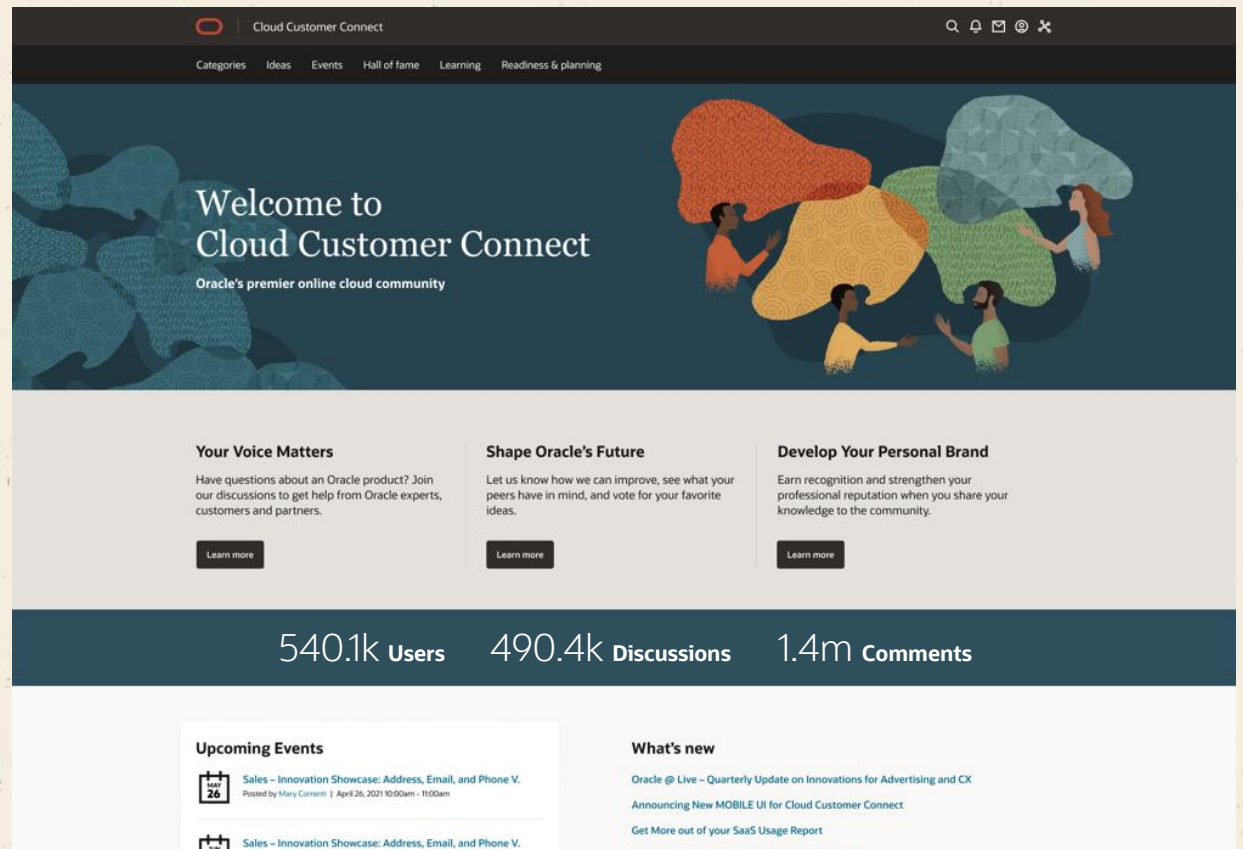 Cloud Customer Connect
Categories Ideas Events Hall of fame Learning Readiness & planning
Welcome to
Cloud Customer Connect
Oracle's premier online cloud community
Your Voice Matters
Have questions about an Oracle product? Join
our discussions to get help from Oracle experts,
customers and partners.
Learn more
Shape Oracle's Future
Let us know how we can improve, see what your
peers have in mind, and vote for your favorite
ideas.
Learn more
Develop Your Personal Brand
Earn recognition and strengthen your
professional reputation when you share your
knowledge to the community.
Learn more
540.1k Users 490.4k Discussions 1.4m Comments
Upcoming Events
MAY
26
Sales – Innovation Showcase: Address, Email, and Phone V.
Posted by Mary Correnti | April 26, 2021 10:00am - 11:00am
Sales – Innovation Showcase: Address, Email, and Phone V.
What's new
Oracle @ Live – Quarterly Update on Innovations for Advertising and CX
Announcing New MOBILE UI for Cloud Customer Connect
Get More out of your SaaS Usage Report